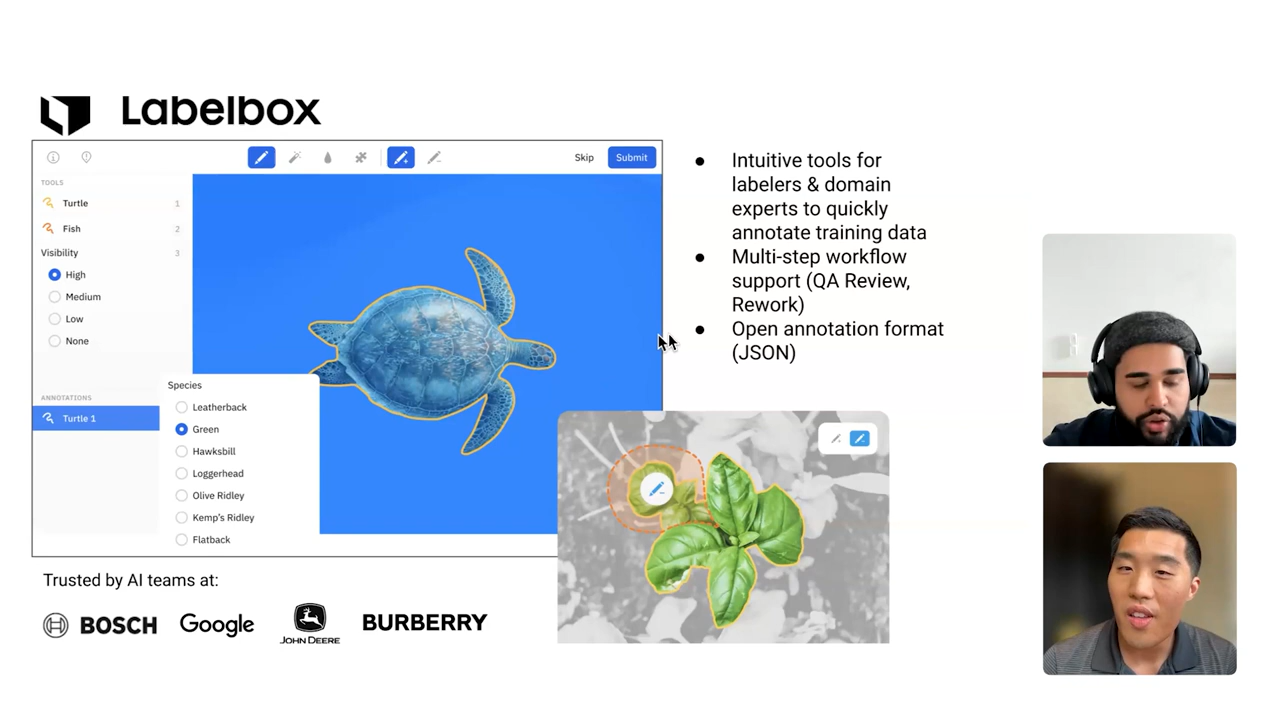 Labelbox
Skip
Submit
TOOLS
Turtle 1
Fish 2
Visibility 3
High
Medium
Low
None
ANNOTATIONS
Turtle 1
Species
Leatherback
Green
Hawksbill
Loggerhead
Olive Ridley
Kemp's Ridley
Flatback
● Intuitive tools for
labelers & domain
experts to quickly
annotate training data
● Multi-step workflow
support (QA Review,
Rework)
● Open annotation format
(JSON)
Trusted by AI teams at:
BOSCH
Google
JOHN DEERE
BURBERRY